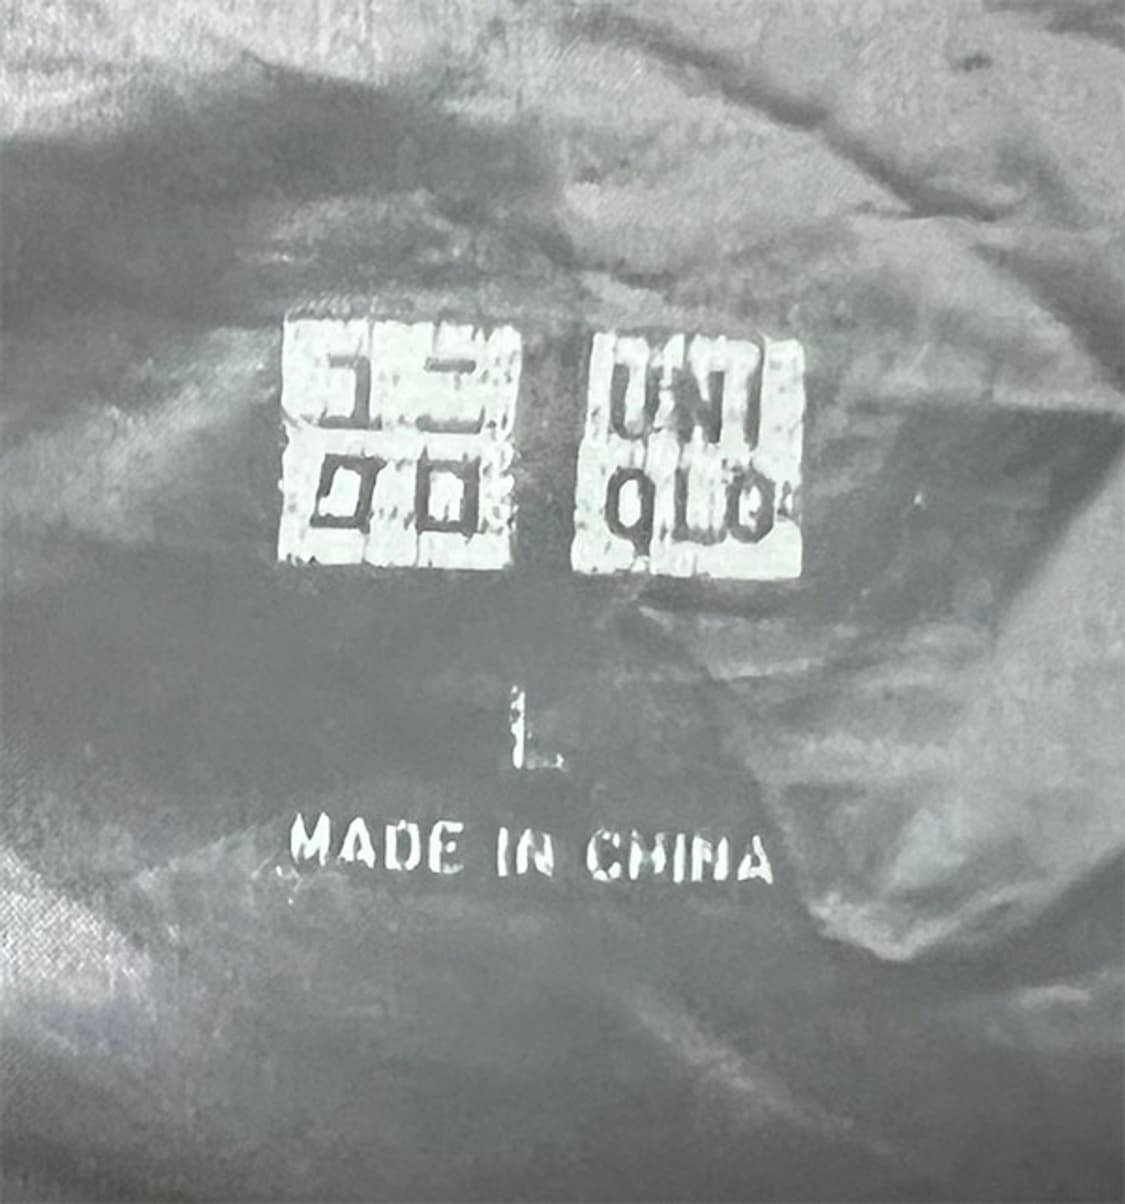 ユニ UNI
クロ QLO
L
MADE IN CHINA